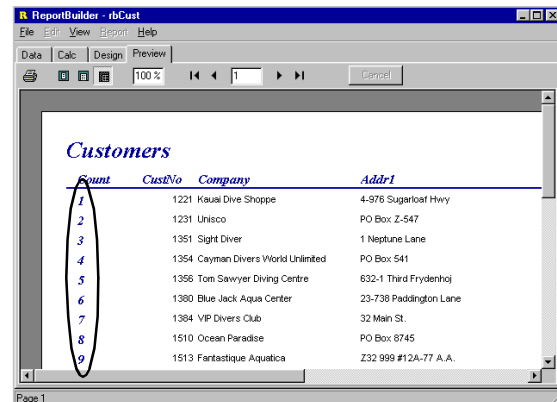 ReportBuilder - rbCust
File Edit View Report Help
Data Calc Design Preview
100 % 1 Cancel
Customers
Count CustNo Company Addr1
1 1221 Kauai Dive Shoppe 4-976 Sugarloaf Hwy
2 1231 Unisco PO Box Z-547
3 1351 Sight Diver 1 Neptune Lane
4 1354 Cayman Divers World Unlimited PO Box 541
5 1356 Tom Sawyer Diving Centre 632-1 Third Frydenhoj
6 1380 Blue Jack Aqua Center 23-738 Paddington Lane
7 1384 VIP Divers Club 32 Main St.
8 1510 Ocean Paradise PO Box 8745
9 1513 Fantastique Aquatica Z32 999 #12A-77 A.A.
Page 1